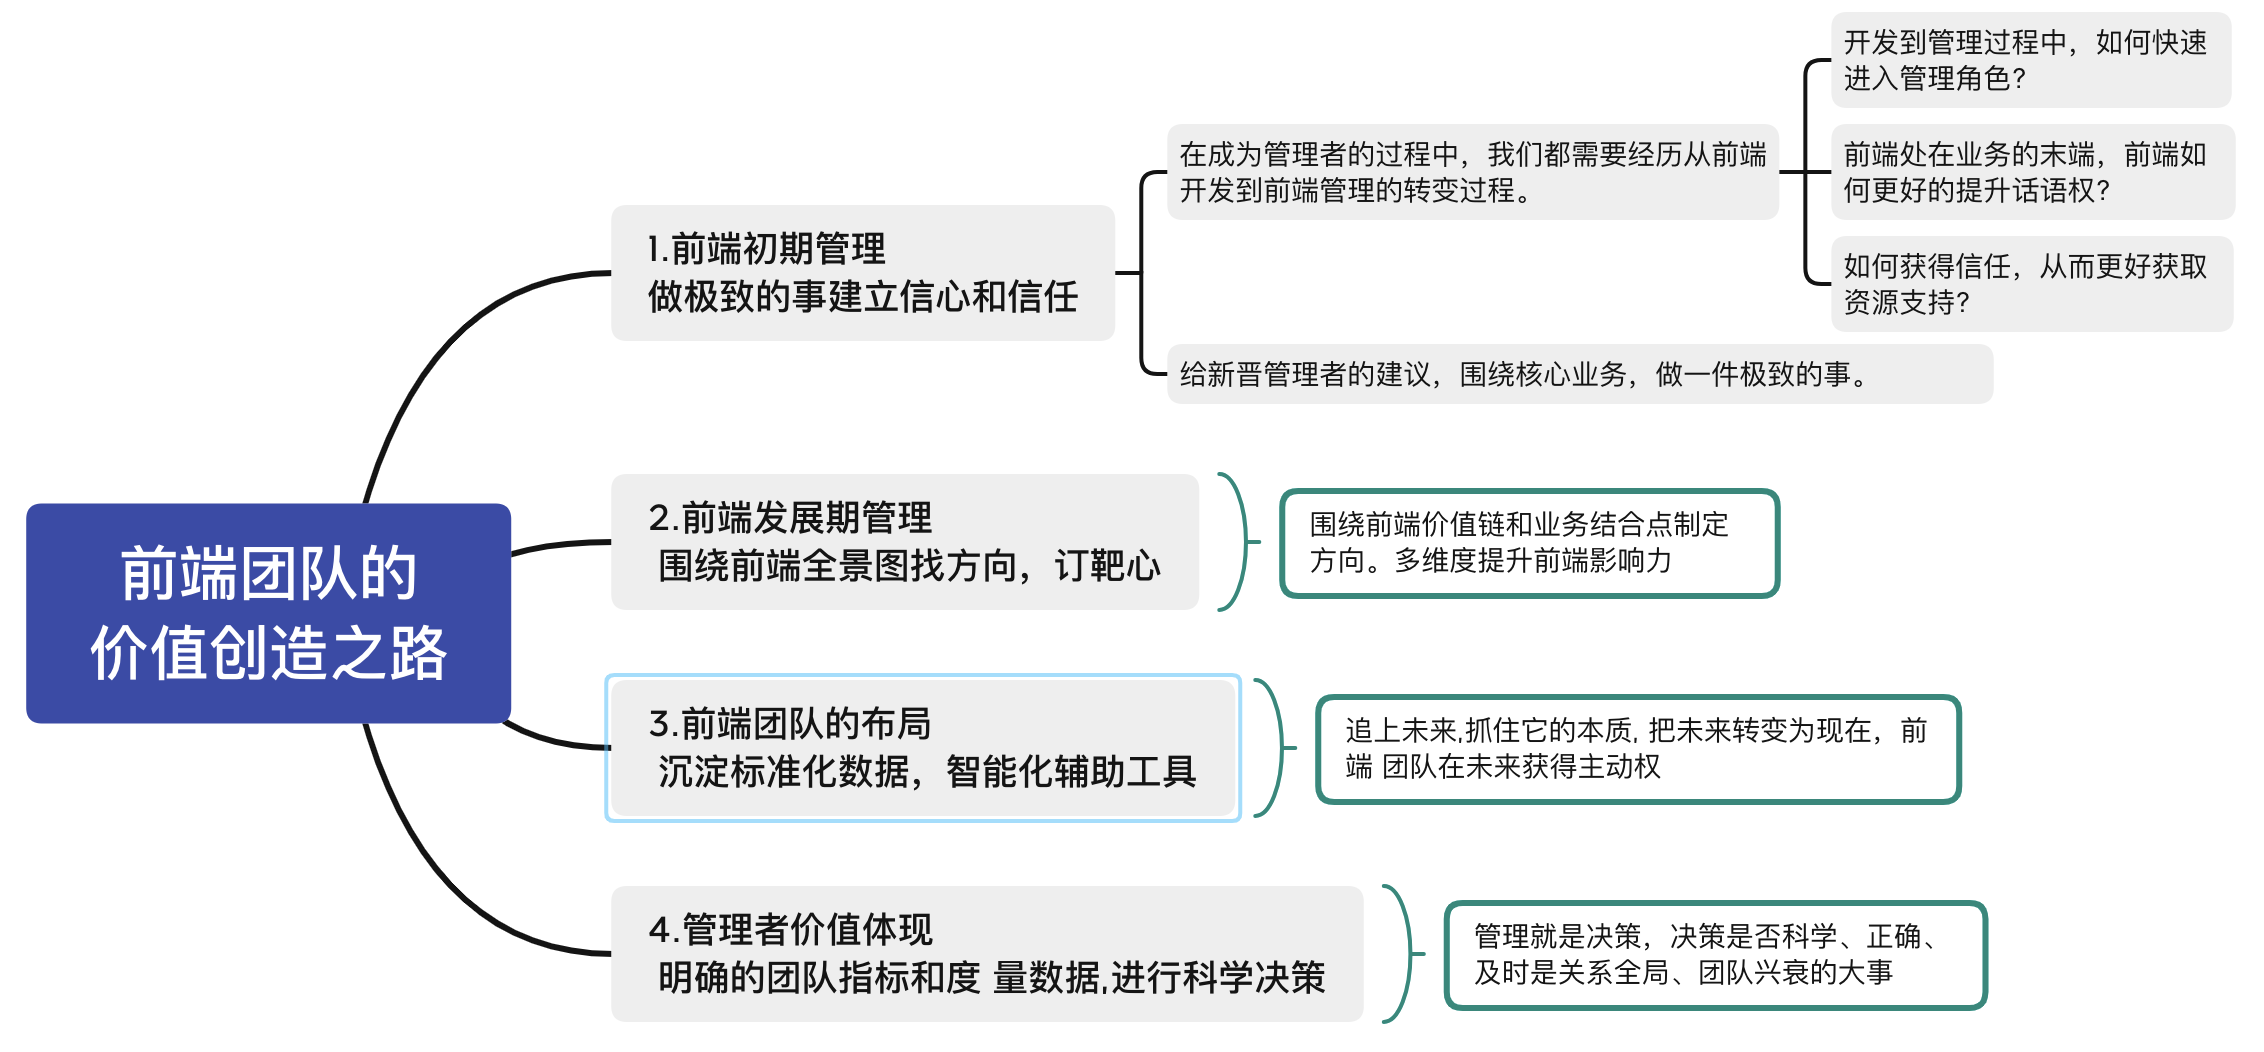 前端团队的
价值创造之路
1.前端初期管理
做极致的事建立信心和信任
在成为管理者的过程中，我们都需要经历从前端
开发到前端管理的转变过程。
开发到管理过程中，如何快速
进入管理角色?
前端处在业务的末端，前端如
何更好的提升话语权?
如何获得信任，从而更好获取
资源支持?
给新晋管理者的建议，围绕核心业务，做一件极致的事。
2.前端发展期管理
围绕前端全景图找方向，订靶心
围绕前端价值链和业务结合点制定
方向。多维度提升前端影响力
3.前端团队的布局
沉淀标准化数据，智能化辅助工具
追上未来,抓住它的本质, 把未来转变为现在，前
端 团队在未来获得主动权
4.管理者价值体现
明确的团队指标和度 量数据,进行科学决策
管理就是决策，决策是否科学、正确、
及时是关系全局、团队兴衰的大事